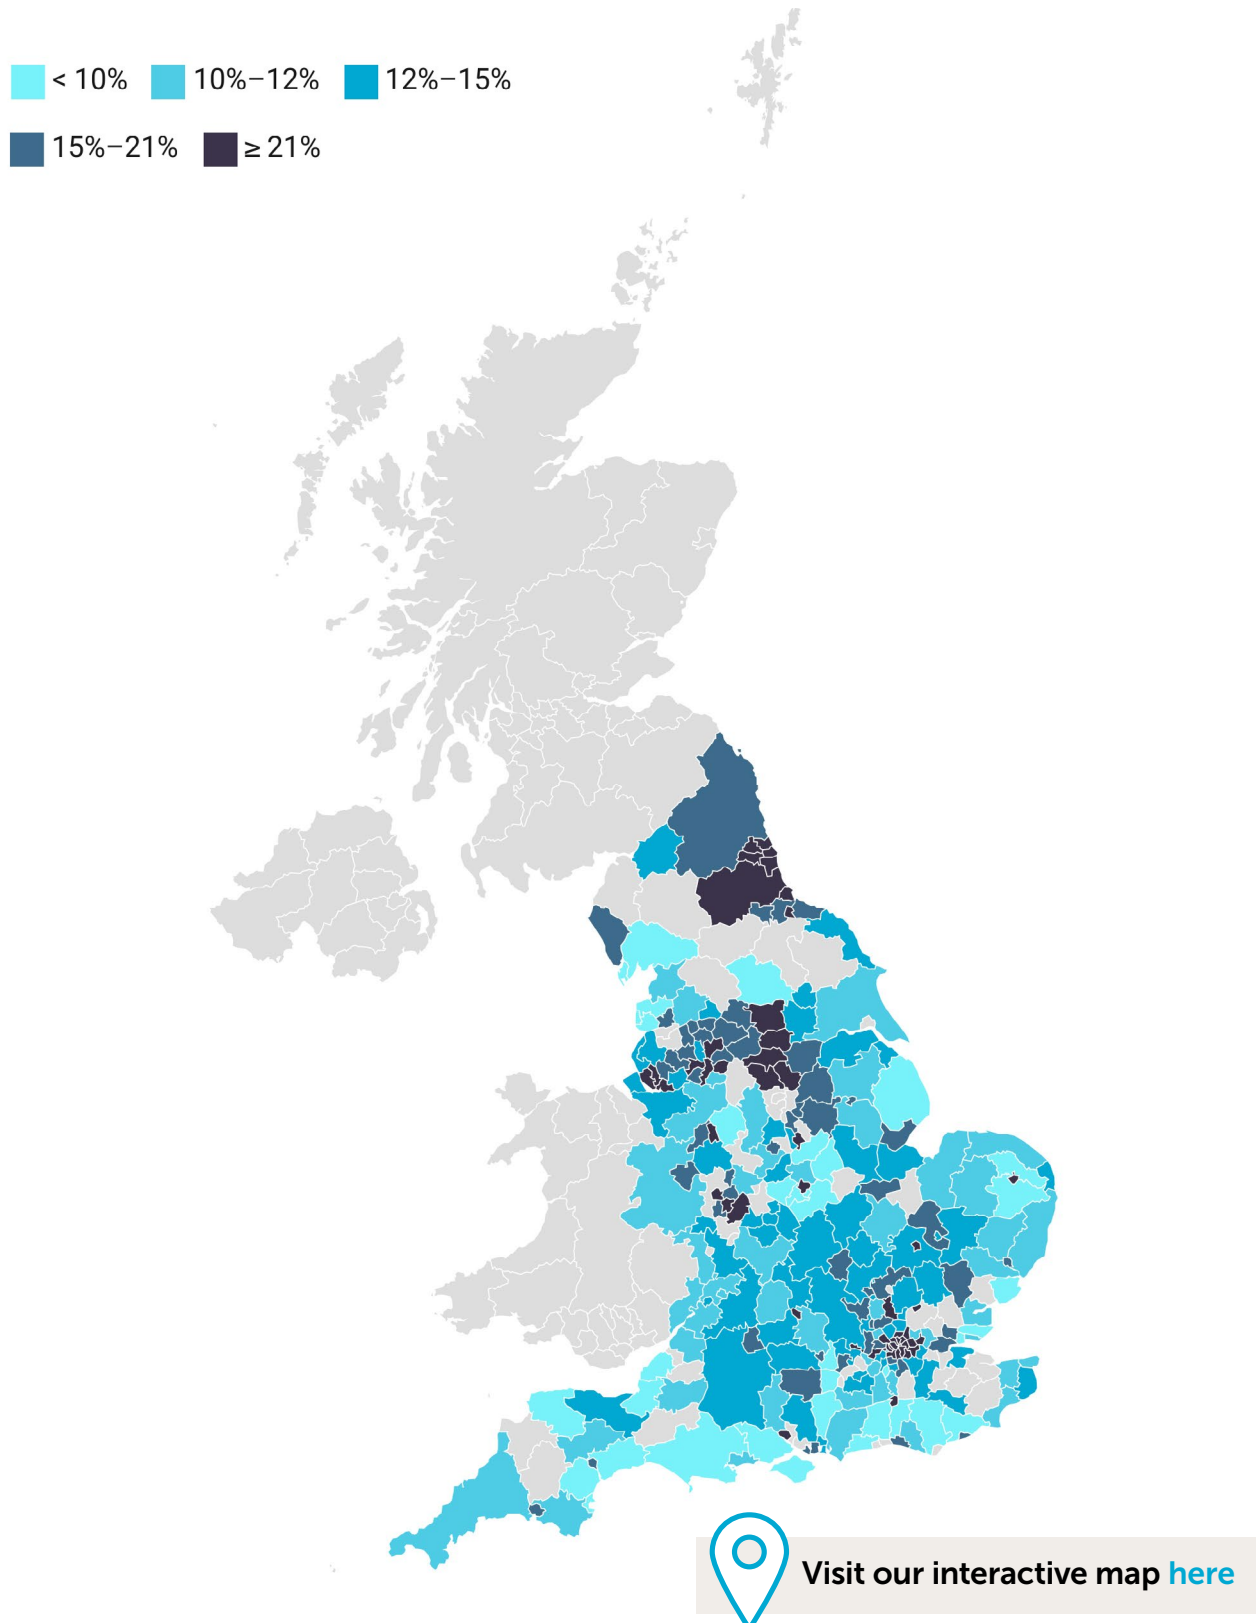 < 10% 10%–12% 12%–15%
15%–21% ≥ 21%
Visit our interactive map here